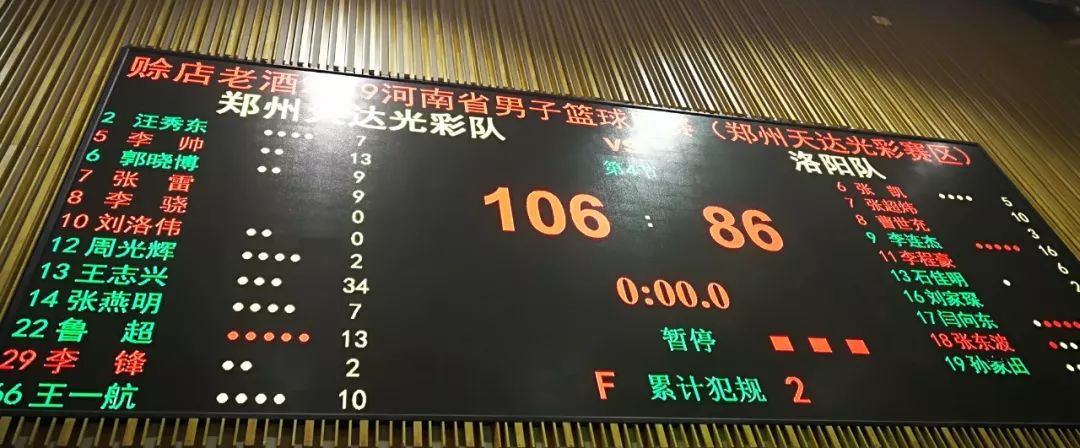 赊店老酒 9河南省男子篮球 赛（郑州天达光彩赛区）
郑州天达光彩队
vs
洛阳队
2 汪秀东 7
5 李 帅 13
6 郭晓博 9
7 张 雷 9
8 李 骁 0
10 刘洛伟 0
12 周光辉 2
13 王志兴 34
14 张燕明 7
22 鲁 超 13
29 李 锋 2
66 王一航 10
第4节
106 : 86
0:00.0
暂停
F 累计犯规 2
6 张 凯 5
7 张超炜 10
8 曹世充 3
9 李连杰 16
11 李程豪 6
13 石佳明 2
16 刘家琛
17 闫向东
18 张东波
19 孙家田